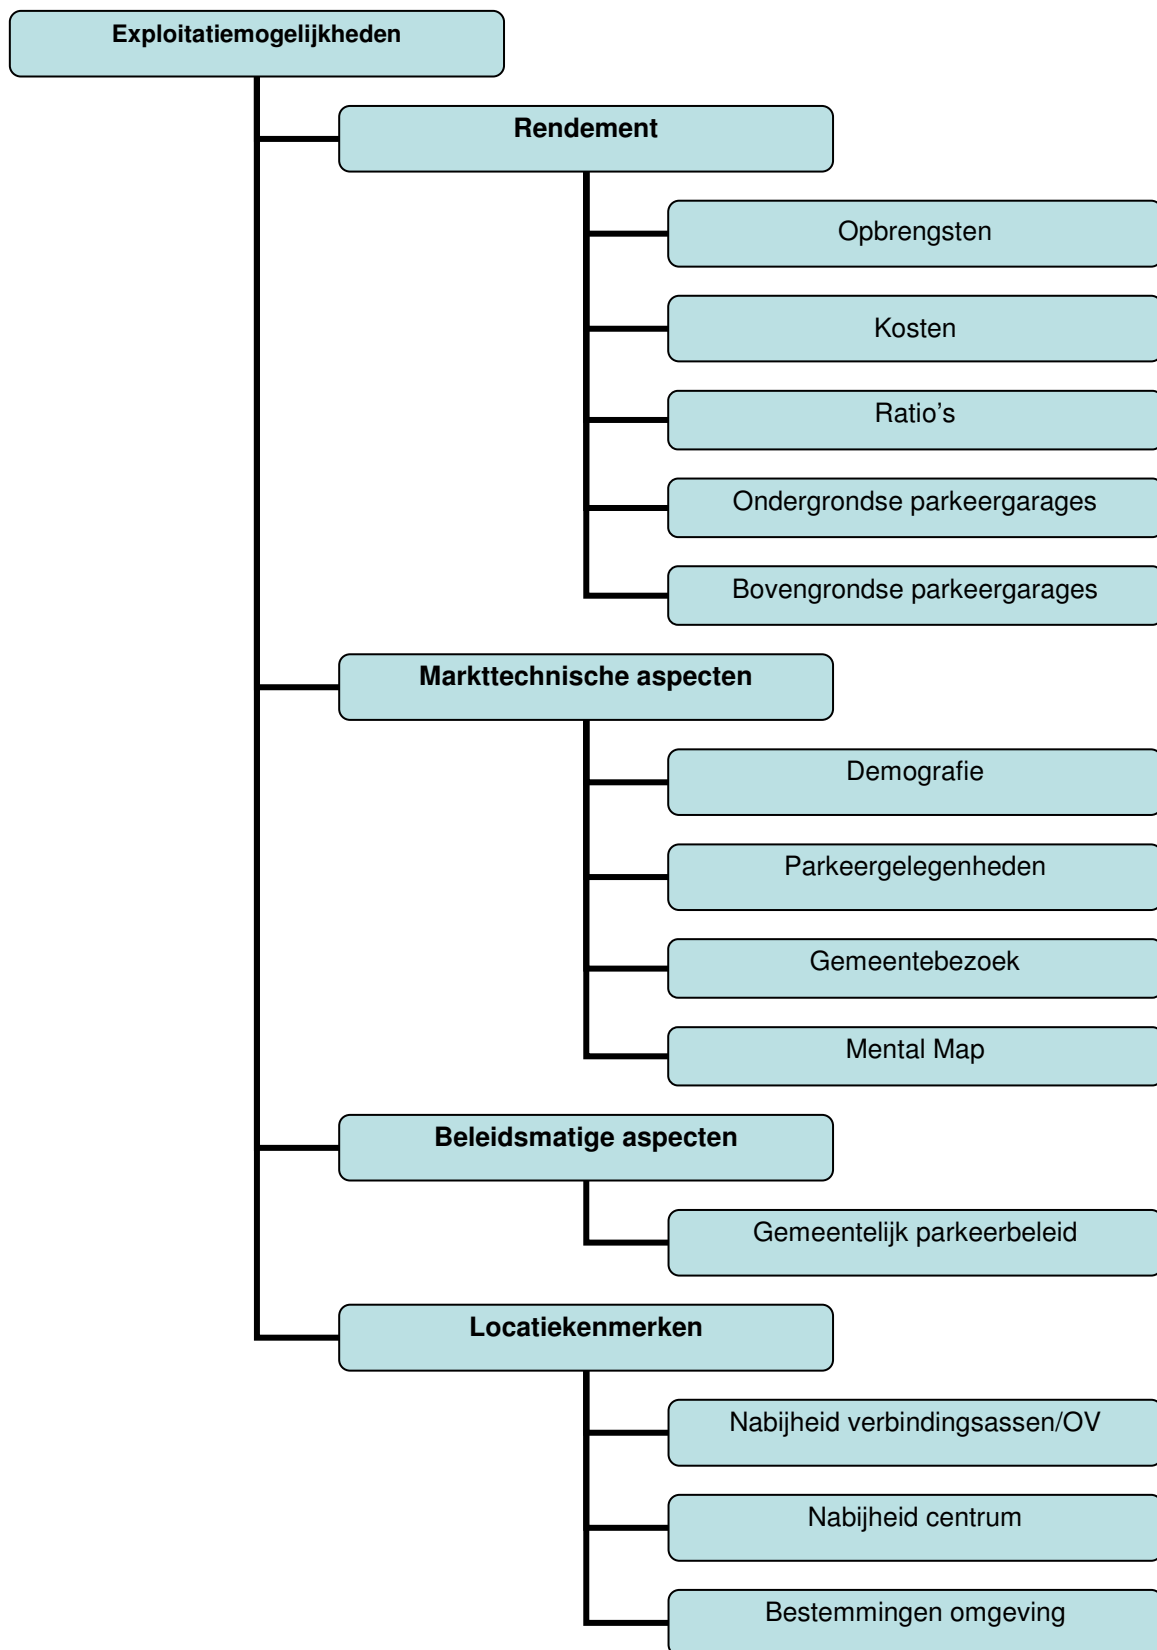 Exploitatiemogelijkheden
Rendement
Opbrengsten
Kosten
Ratio’s
Ondergrondse parkeergarages
Bovengrondse parkeergarages
Markttechnische aspecten
Demografie
Parkeergelegenheden
Gemeentebezoek
Mental Map
Beleidsmatige aspecten
Gemeentelijk parkeerbeleid
Locatiekenmerken
Nabijheid verbindingsassen/OV
Nabijheid centrum
Bestemmingen omgeving